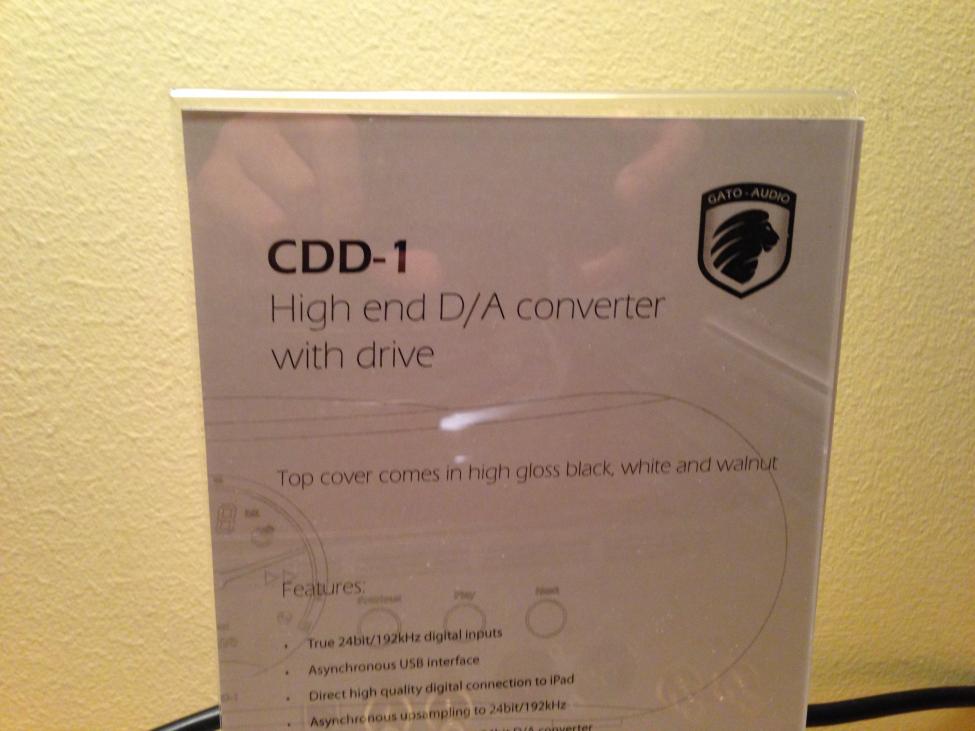 GATO-AUDIO
CDD-1
High end D/A converter
with drive
Top cover comes in high gloss black, white and walnut
Features:
Previous Play Next
• True 24bit/192kHz digital inputs
• Asynchronous USB interface
• Direct high quality digital connection to iPad
• Asynchronous upsampling to 24bit/192kHz
D/A converter